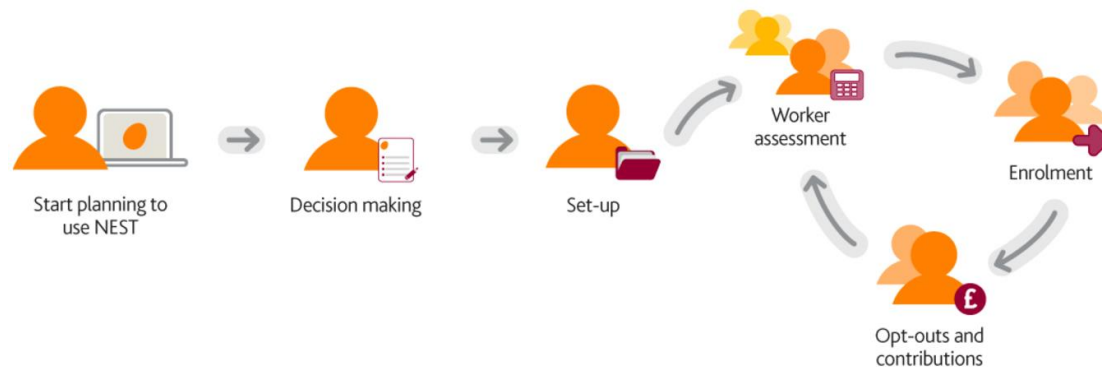 Start planning to
use NEST
Decision making
Set-up
Worker
assessment
Enrolment
£
Opt-outs and
contributions